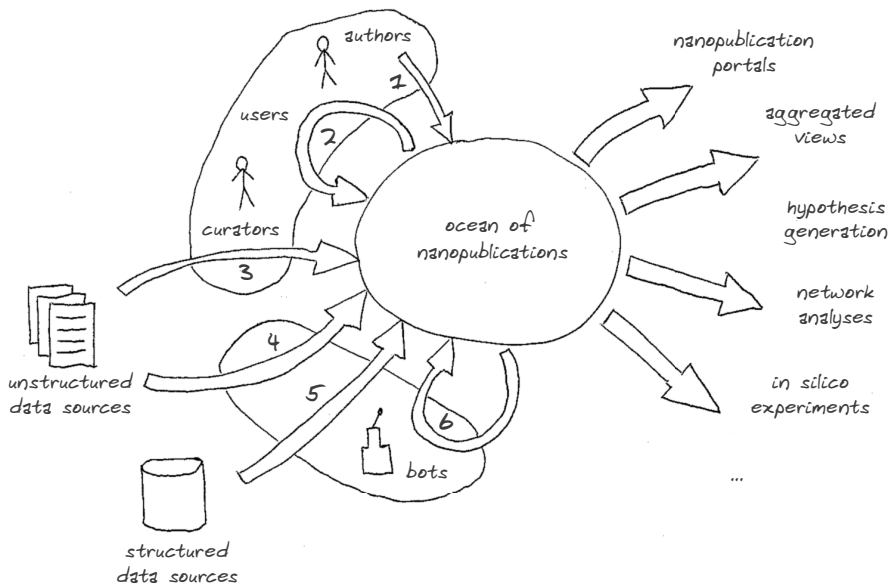 authors
1
users
2
curators
3
unstructured
data sources
4
5
6
bots
structured
data sources
ocean of
nanopublications
nanopublication
portals
aggregated
views
hypothesis
generation
network
analyses
in silico
experiments
...